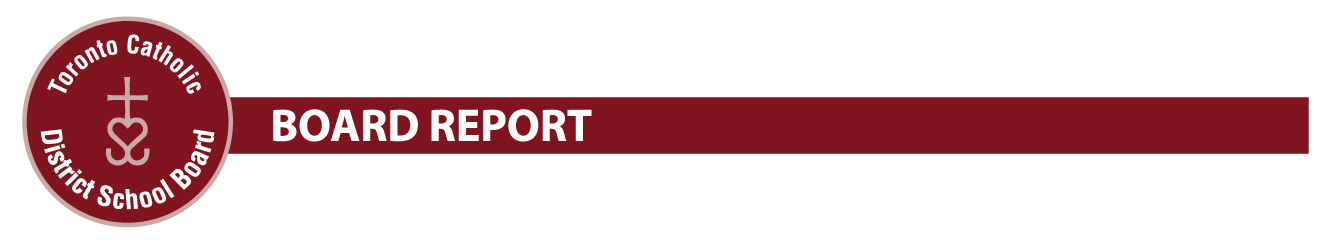 Toronto Catholic
District School Board
BOARD REPORT